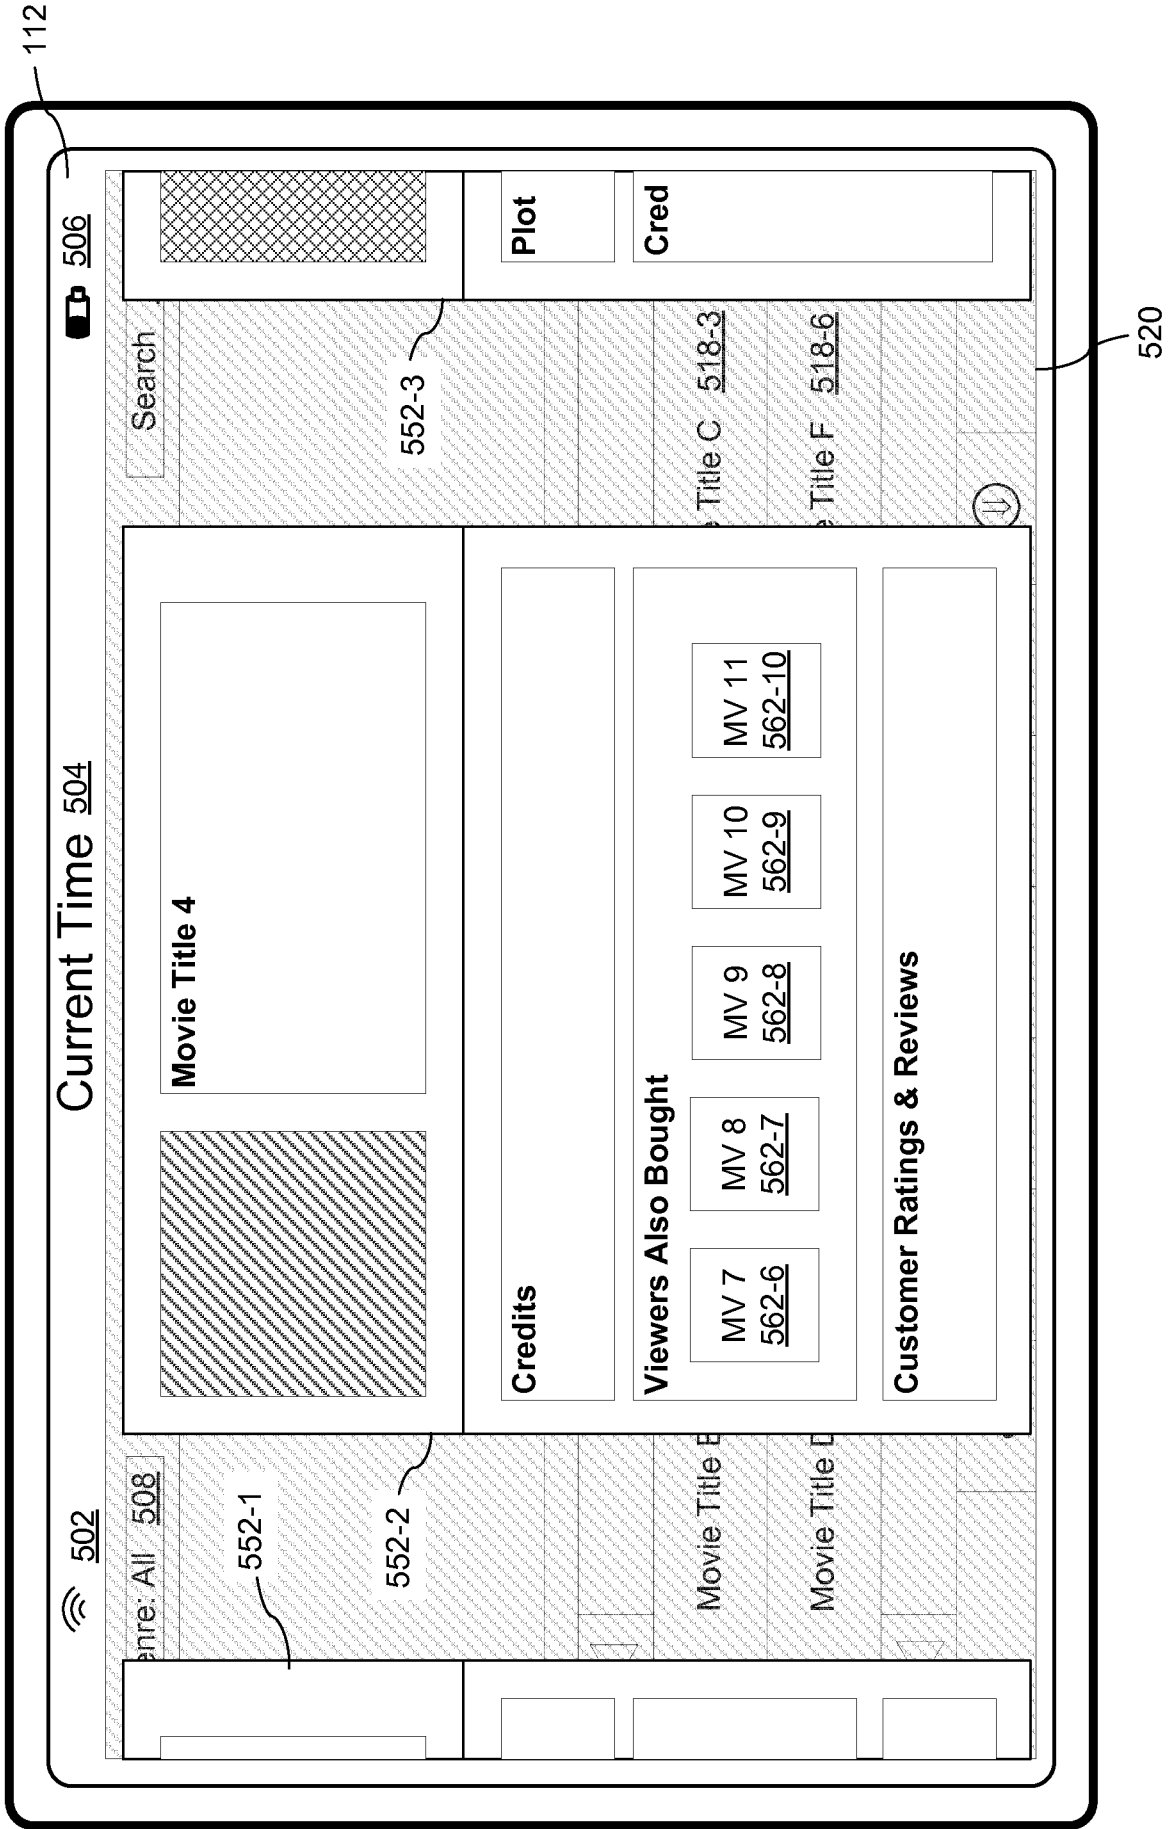 112
502
Current Time 504
506
enre: All 508
Search
552-1
552-2
552-3
Movie Title 4
Credits
Viewers Also Bought
MV 7
562-6
MV 8
562-7
MV 9
562-8
MV 10
562-9
MV 11
562-10
Customer Ratings & Reviews
Plot
Cred
Movie Title B
Title C 518-3
Movie Title D
Title F 518-6
520